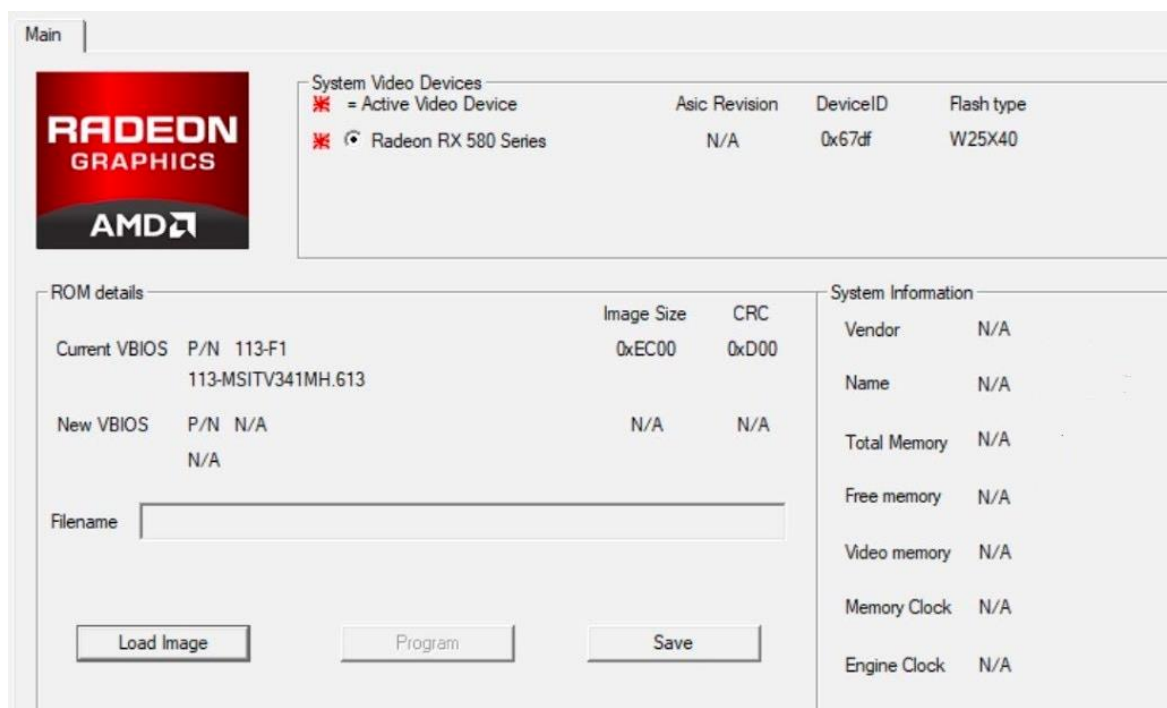 Main
RADEON
GRAPHICS
AMD
System Video Devices
= Active Video Device Asic Revision DeviceID Flash type
Radeon RX 580 Series N/A 0x67df W25X40
ROM details
Image Size CRC
Current VBIOS P/N 113-F1 0xEC00 0xD00
113-MSITV341MH.613
New VBIOS P/N N/A N/A N/A
N/A
Filename
Load Image Program Save
System Information
Vendor N/A
Name N/A
Total Memory N/A
Free memory N/A
Video memory N/A
Memory Clock N/A
Engine Clock N/A